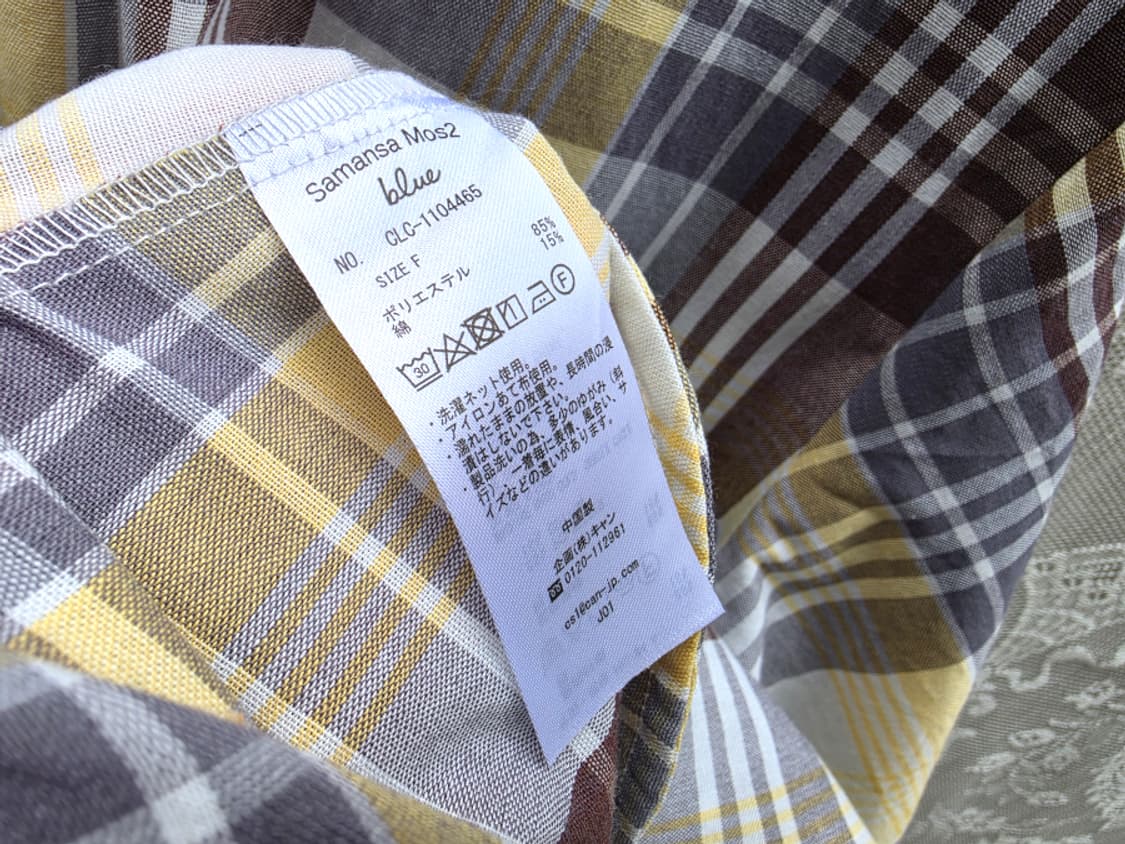 Samansa Mos2
blue
NO. CLC-1104465
SIZE F
ポリエステル 85%
綿 15%
30 F
・洗濯ネット使用。
・アイロンあて布使用。
・濡れたままの放置や、長時間の浸
漬はしないで下さい。
・製品洗いの為、多少のゆがみ（斜
行）、一着毎に表情、風合い、サ
イズなどの違いがあります。
中国製
企画(株)キャン
0120-112961
cs1@can-jp.com
J01